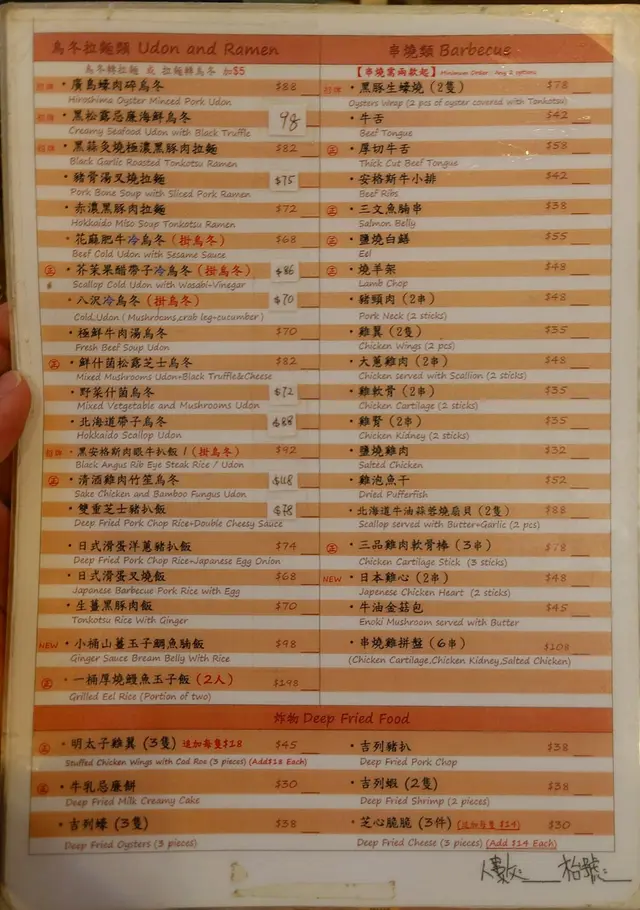 烏冬拉麵類 Udon and Ramen
烏冬轉拉麵 或 拉麵轉烏冬 加$5
招牌 • 廣島蠔肉碎烏冬 $88
Hiroshima Oyster Minced Pork Udon
招牌 • 黑松露忌廉海鮮烏冬 98
Creamy Seafood Udon with Black Truffle
招牌 • 黑蒜炙燒極濃黑豚肉拉麵 $82
Black Garlic Roasted Tonkotsu Ramen
• 豬骨湯叉燒拉麵 $75
Pork Bone Soup with Sliced Pork Ramen
• 赤濃黑豚肉拉麵 $72
Hokkaido Miso Soup Tonkotsu Ramen
• 花麻肥牛冷烏冬 (掛烏冬) $68
Beef Cold Udon with Sesame Sauce
• 芥茉果醋帶子冷烏冬 (掛烏冬) $86
Scallop Cold Udon with Wasabi+Vinegar
• 八沢冷烏冬 (掛烏冬) $70
Cold Udon (Mushrooms,crab leg+cucumber)
• 極鮮牛肉湯烏冬 $70
Fresh Beef Soup Udon
• 鮮什菌松露芝士烏冬 $82
Mixed Mushrooms Udon+Black Truffle&Cheese
• 野菜什菌烏冬 $72
Mixed Vetgetable and Mushrooms Udon
• 北海道帶子烏冬 $88
Hokkaido Scallop Udon
招牌 • 黑安格斯肉眼牛扒飯 / (掛烏冬) $92
Black Angus Rib Eye Steak Rice / Udon
• 清酒雞肉竹笙烏冬
Sake Chicken and Bamboo Fungus Udon
• 雙重芝士豬扒飯 $78
Deep Fried Pork Chop Rice+Double Cheesy Sauce
• 日式滑蛋洋蔥豬扒飯 $74
Deep Fried Pork Chop Rice+Japanese Egg Onion
• 日式滑蛋叉燒飯 $68
Japanese Barbecue Pork Rice with Egg
• 生薑黑豚肉飯 $70
Tonkotsu Rice With Ginger
NEW • 小桶山薑玉子鯛魚腩飯 $98
Ginger Sauce Bream Belly With Rice
• 一桶厚燒鰻魚玉子飯 (2人) $198
Grilled Eel Rice (Portion of two)
串燒類 Barbecus
【串燒需兩款起】 Minimum Order : Any 2 options
招牌 • 黑豚生蠔燒 (2隻) $78
Oysters Wrap (2 pcs of oyster covered with Tonkotsu)
• 牛舌 $42
Beef Tongue
• 厚切牛舌 $58
Thick Cut Beef Tongue
• 安格斯牛小排 $42
Beef Ribs
• 三文魚腩串 $38
Salmon Belly
• 鹽燒白鱔 $55
Eel
• 燒羊架 $48
Lamb Chop
• 豬頸肉 (2串) $48
Pork Neck (2 sticks)
• 雞翼 (2隻) $35
Chicken Wings (2 pcs)
• 大蔥雞肉 (2串) $48
Chicken served with Scallion (2 sticks)
• 雞軟骨 (2串) $35
Chicken Cartilage (2 sticks)
• 雞腎 (2串) $35
Chicken Kidney (2 sticks)
• 鹽燒雞肉 $32
Salted Chicken
• 雞泡魚干 $52
Dried Pufferfish
• 北海道牛油蒜蓉燒扇貝 (2隻) $88
Scallop served with Butter+Garlic (2 pcs)
• 三品雞肉軟骨棒 (3串) $78
Chicken Cartilage Stick (3 sticks)
NEW • 日本雞心 (2串) $48
Japenese Chicken Heart (2 sticks)
• 牛油金菇包 $45
Enoki Mushroom served with Butter
• 串燒雞拼盤 (6串) $108
(Chicken Cartilage,Chicken Kidney,Salted Chicken)
炸物 Deep Fried Food
• 明太子雞翼 (3隻) 追加每隻$18 $45
Stuffed Chicken Wings with Cod Roe (3 pieces) (Add$18 Each)
• 牛乳忌廉餅 $30
Deep Fried Milk Creamy Cake
• 吉列蠔 (3隻) $38
Deep Fried Oysters (3 pieces)
• 吉列豬扒 $38
Deep Fried Pork Chop
• 吉列蝦 (2隻) $38
Deep Fried Shrimp (2 pieces)
• 芝心脆脆 (3件) (追加每隻 $14) $30
Deep Fried Cheese (3 pieces) (Add $14 Each)
人數:____ 枱號: